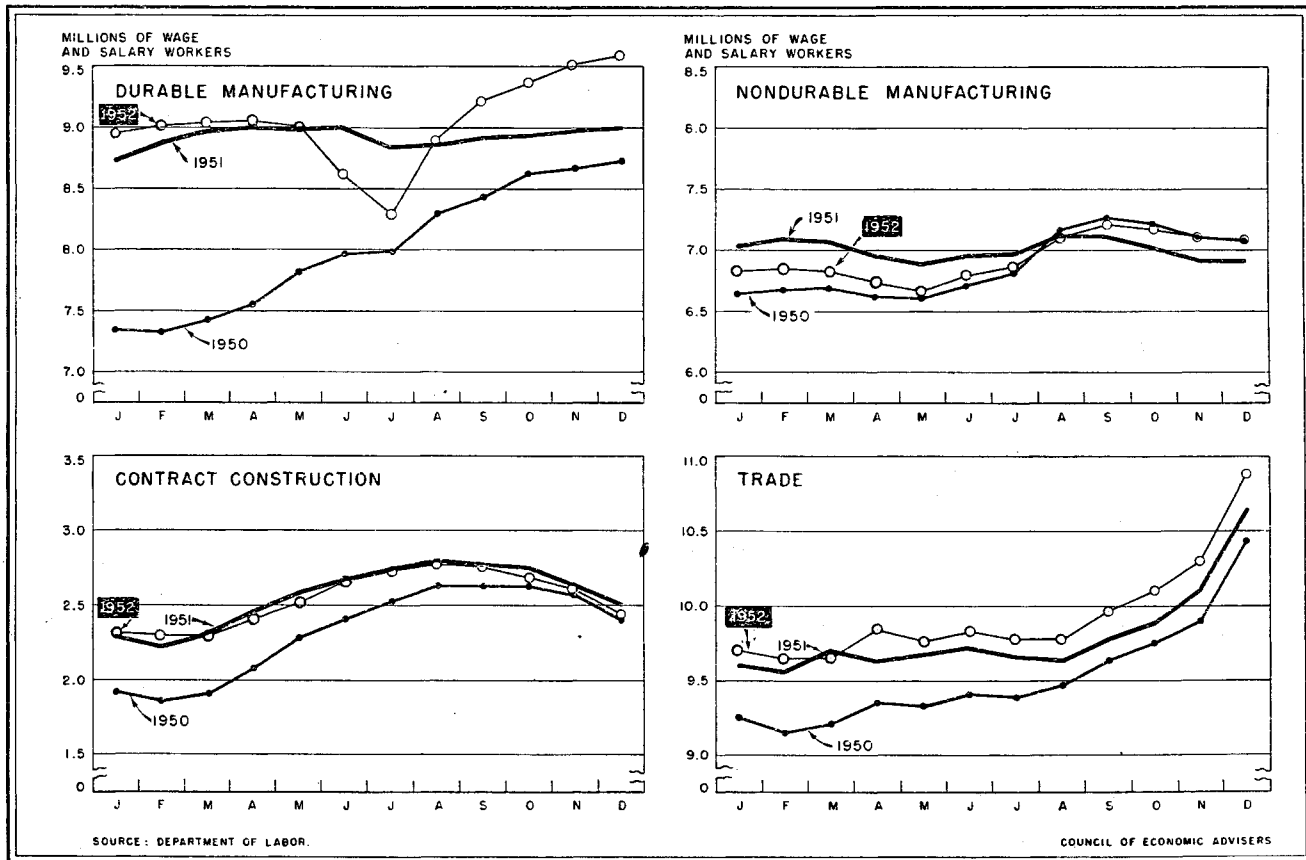 MILLIONS OF WAGE
AND SALARY WORKERS
DURABLE MANUFACTURING
9.5
9.0
8.5
8.0
7.5
7.0
0
1952
1951
1950
J F M A M J J A S O N D
MILLIONS OF WAGE
AND SALARY WORKERS
NONDURABLE MANUFACTURING
8.5
8.0
7.5
7.0
6.5
6.0
0
1951
1952
1950
J F M A M J J A S O N D
CONTRACT CONSTRUCTION
3.5
3.0
2.5
2.0
1.5
0
1952
1951
1950
J F M A M J J A S O N D
TRADE
11.0
10.5
10.0
9.5
9.0
0
1952
1951
1950
J F M A M J J A S O N D
SOURCE: DEPARTMENT OF LABOR.
COUNCIL OF ECONOMIC ADVISERS